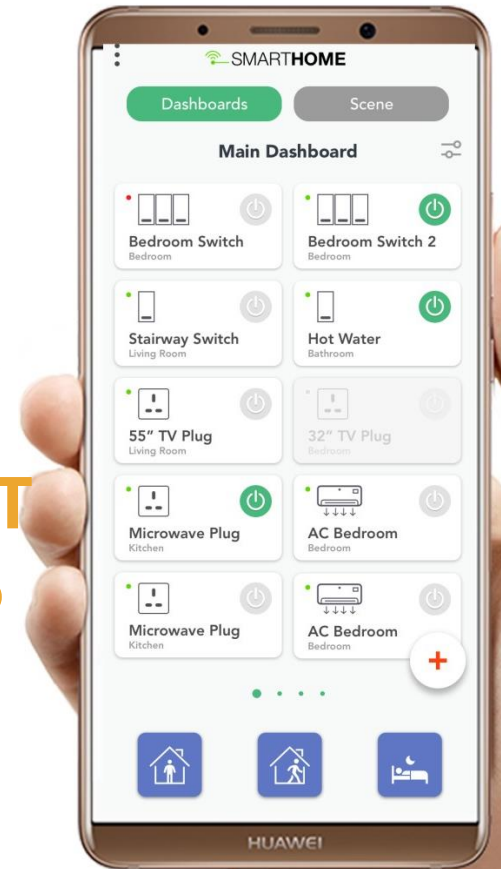 SMARTHOME
Dashboards
Scene
Main Dashboard
Bedroom Switch
Bedroom
Bedroom Switch 2
Bedroom
Stairway Switch
Living Room
Hot Water
Bathroom
55” TV Plug
Living Room
32” TV Plug
Bedroom
T
Microwave Plug
Kitchen
AC Bedroom
Bedroom
Microwave Plug
Kitchen
AC Bedroom
Bedroom
+
HUAWEI